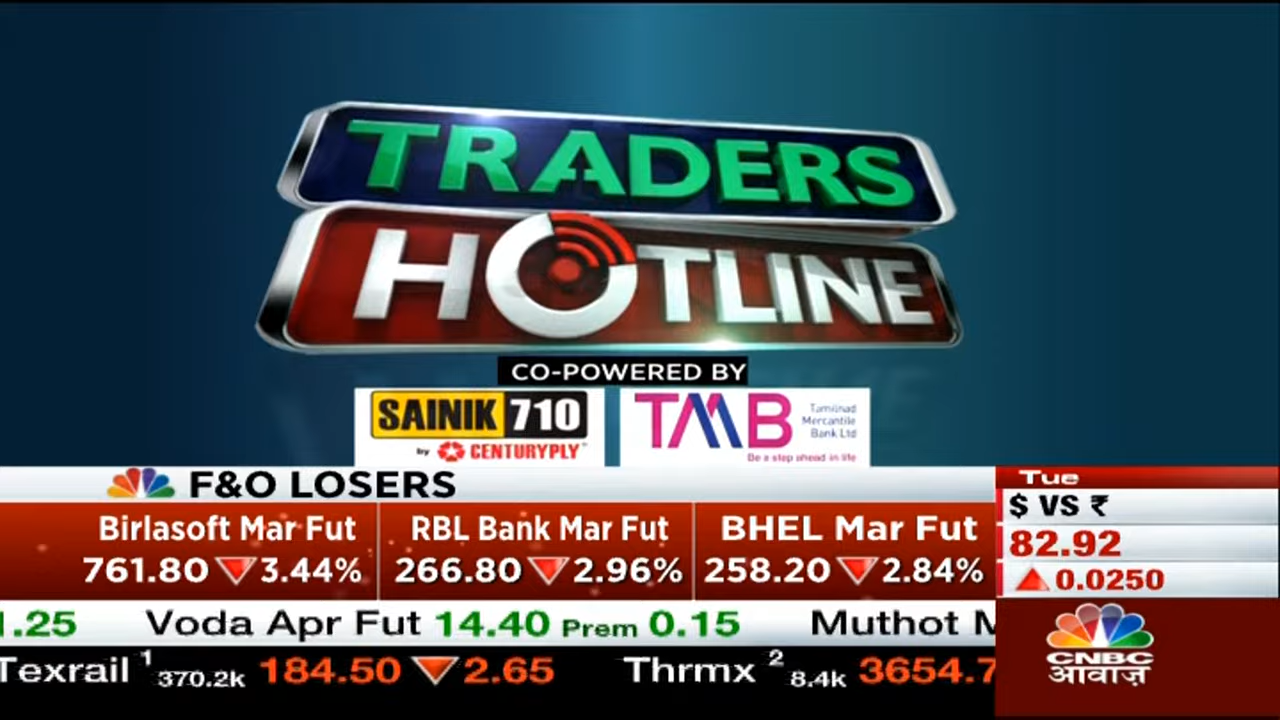 TRADERS
HOTLINE
CO-POWERED BY
SAINIK 710
by CENTURYPLY
TMB
Tamilnad
Mercantile
Bank Ltd
Be a step ahead in life
F&O LOSERS
Birlasoft Mar Fut
761.80 3.44%
RBL Bank Mar Fut
266.80 2.96%
BHEL Mar Fut
258.20 2.84%
Tue
$ VS ₹
82.92
0.0250
1.25 Voda Apr Fut 14.40 Prem 0.15 Muthot M
Texrail 1 370.2k 184.50 2.65 Thrmx 2 8.4k 3654.7
CNBC
आवाज़